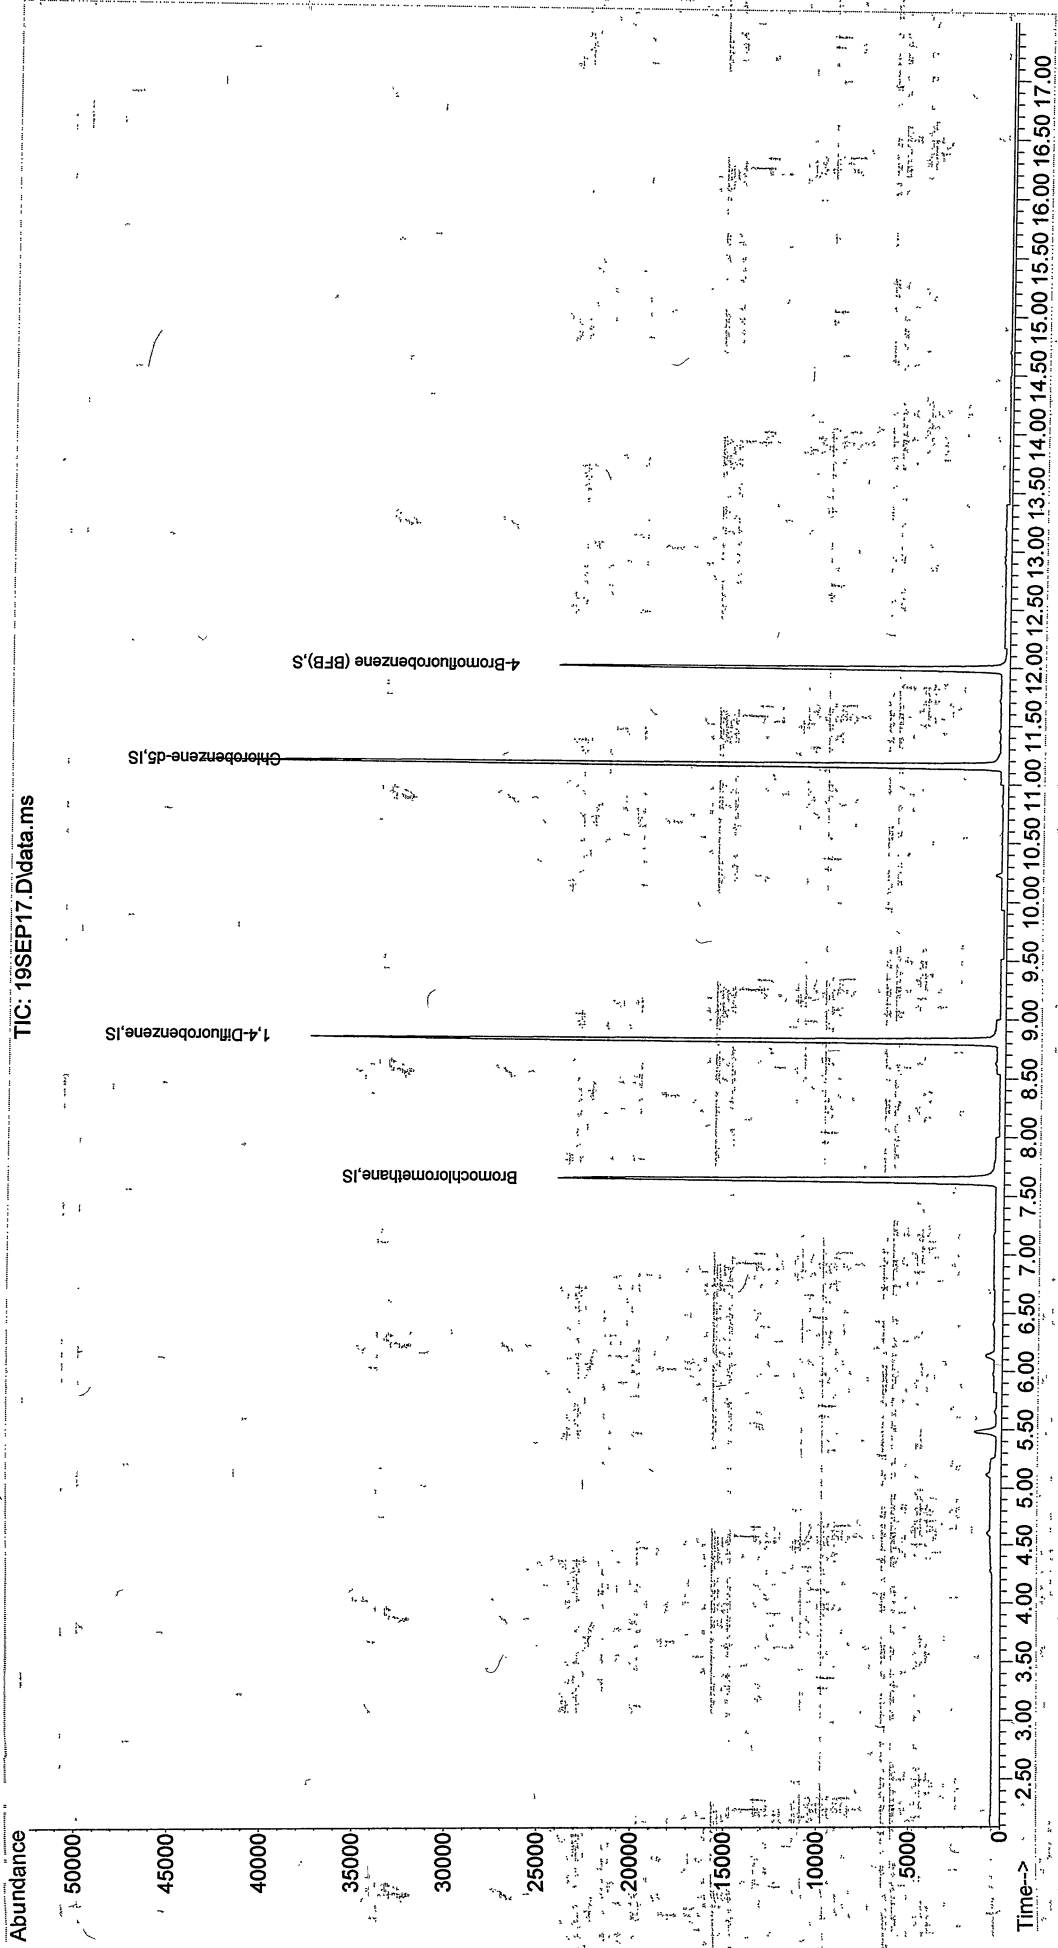 TIC: 19SEP17.D\data.ms
Abundance
50000
45000
40000
35000
30000
25000
20000
15000
10000
5000
0
Bromochloromethane,IS
1,4-Difluorobenzene,IS
Chlorobenzene-d5,IS
4-Bromofluorobenzene (BFB),S
Time--> 2.50 3.00 3.50 4.00 4.50 5.00 5.50 6.00 6.50 7.00 7.50 8.00 8.50 9.00 9.50 10.00 10.50 11.00 11.50 12.00 12.50 13.00 13.50 14.00 14.50 15.00 15.50 16.00 16.50 17.00